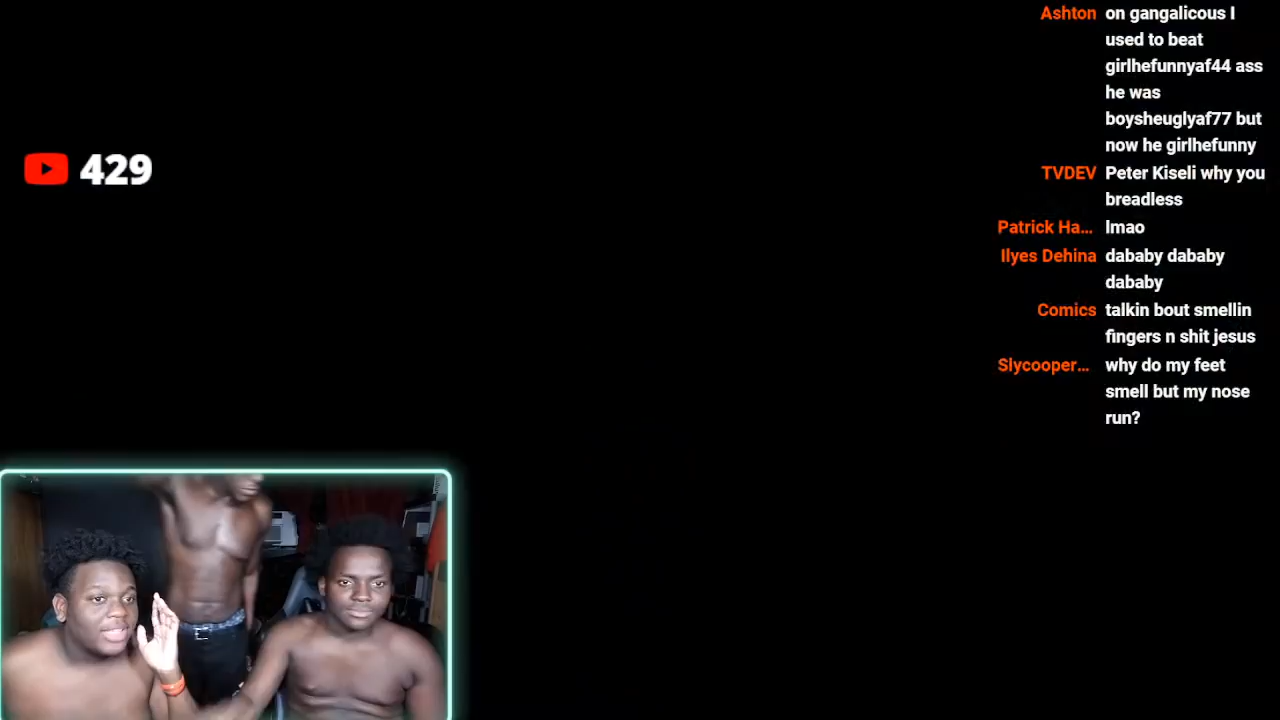 Ashton on gangalicous I
used to beat
girlhefunnyaf44 ass
he was
boysheuglyaf77 but
now he girlhefunny
429
TVDEV Peter Kiseli why you
breadless
Patrick Ha... lmao
Ilyes Dehina dababy dababy
dababy
Comics talkin bout smellin
fingers n shit jesus
Slycooper... why do my feet
smell but my nose
run?